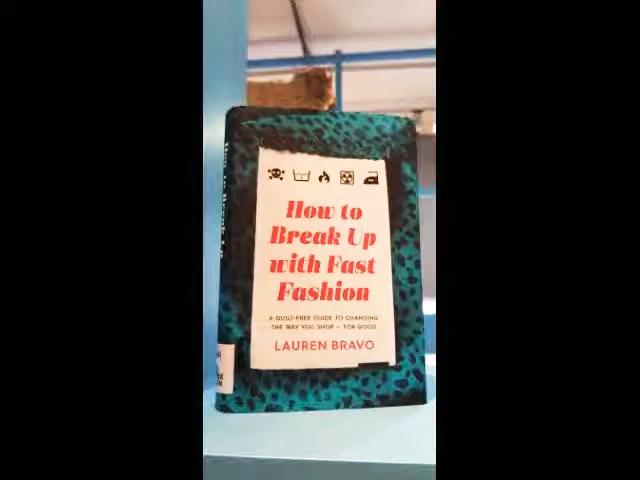 How to
Break Up
with Fast
Fashion
A GUILT-FREE GUIDE TO CHANGING
THE WAY YOU SHOP – FOR GOOD
LAUREN BRAVO